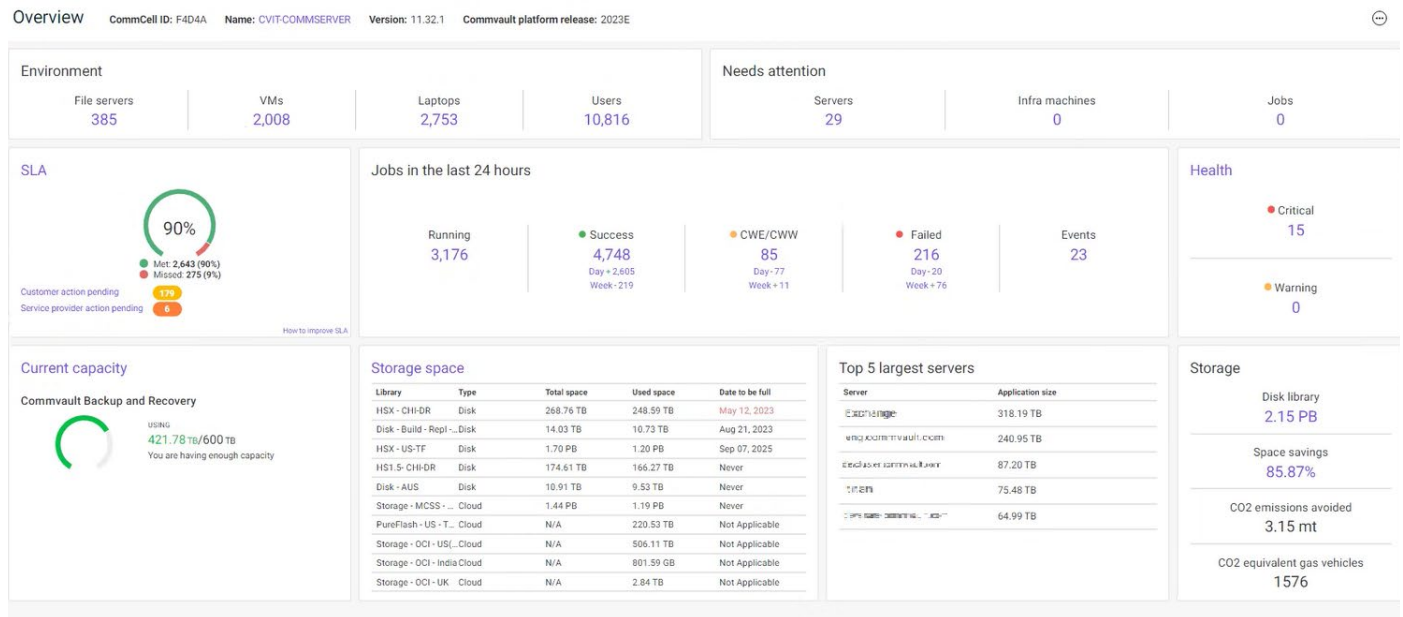 Overview CommCell ID: F4D4A Name: CVIT-COMMSERVER Version: 11.32.1 Commvault platform release: 2023E
Environment
File servers VMs Laptops Users
385 2,008 2,753 10,816
Needs attention
Servers Infra machines Jobs
29 0 0
SLA
90%
Met: 2,643 (90%)
Missed: 275 (9%)
Customer action pending 179
Service provider action pending 6
How to improve SLA
Jobs in the last 24 hours
Running Success CWE/CWW Failed Events
3,176 4,748 85 216 23
Day + 2,605 Day - 77 Day - 20
Week - 219 Week + 11 Week + 76
Health
Critical
15
Warning
0
Current capacity
Commvault Backup and Recovery
USING
421.78 TB/600 TB
You are having enough capacity
Storage space
Library Type Total space Used space Date to be full
HSX - CHI-DR Disk 268.76 TB 248.59 TB May 12, 2023
Disk - Build - Repl -... Disk 14.03 TB 10.73 TB Aug 21, 2023
HSX - US-TF Disk 1.70 PB 1.20 PB Sep 07, 2025
HS1.5- CHI-DR Disk 174.61 TB 166.27 TB Never
Disk - AUS Disk 10.91 TB 9.53 TB Never
Storage - MCSS - ... Cloud 1.44 PB 1.19 PB Never
PureFlash - US - T... Cloud N/A 220.53 TB Not Applicable
Storage - OCI - US(... Cloud N/A 506.11 TB Not Applicable
Storage - OCI - India Cloud N/A 801.59 GB Not Applicable
Storage - OCI - UK Cloud N/A 2.84 TB Not Applicable
Top 5 largest servers
Server Application size
Exchange 318.19 TB
240.95 TB
87.20 TB
75.48 TB
64.99 TB
Storage
Disk library
2.15 PB
Space savings
85.87%
CO2 emissions avoided
3.15 mt
CO2 equivalent gas vehicles
1576